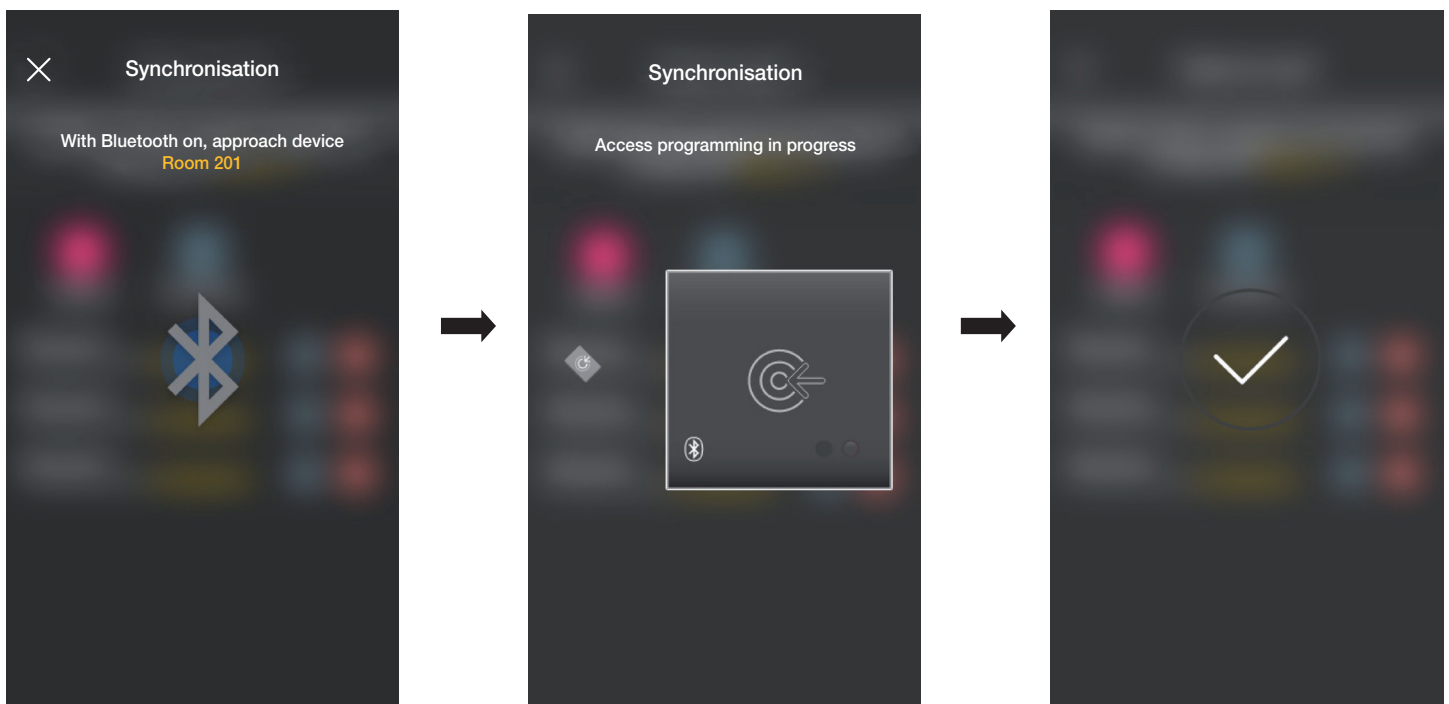 Synchronisation
With Bluetooth on, approach device
Room 201
Synchronisation
Access programming in progress